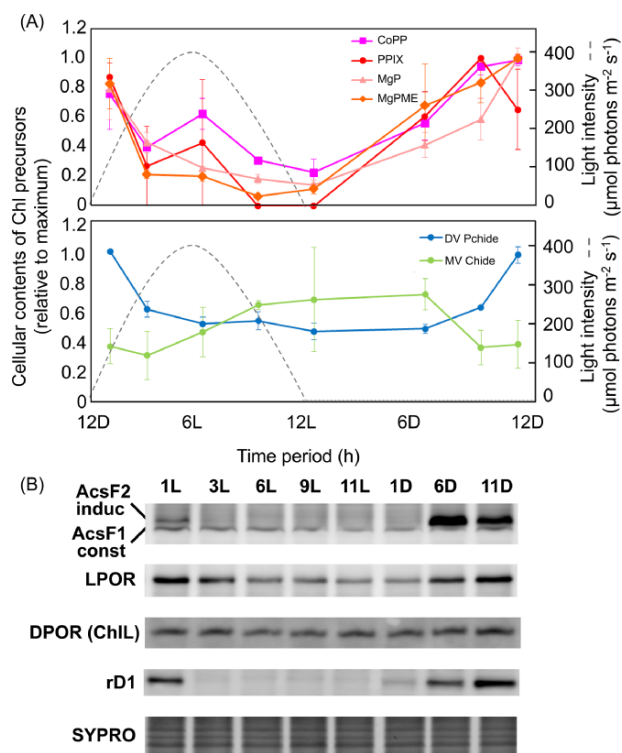 (A)
Cellular contents of Chl precursors
(relative to maximum)
1.2
1.0
0.8
0.6
0.4
0.2
0
CoPP
PPIX
MgP
MgPME
400
300
200
100
0
Light intensity --
(μmol photons m-2 s-1)
1.2
1.0
0.8
0.6
0.4
0.2
0
DV Pchide
MV Chide
400
300
200
100
0
Light intensity --
(μmol photons m-2 s-1)
12D 6L 12L 6D 12D
Time period (h)
(B)
1L 3L 6L 9L 11L 1D 6D 11D
AcsF2
induc
AcsF1
const
LPOR
DPOR (ChlL)
rD1
SYPRO